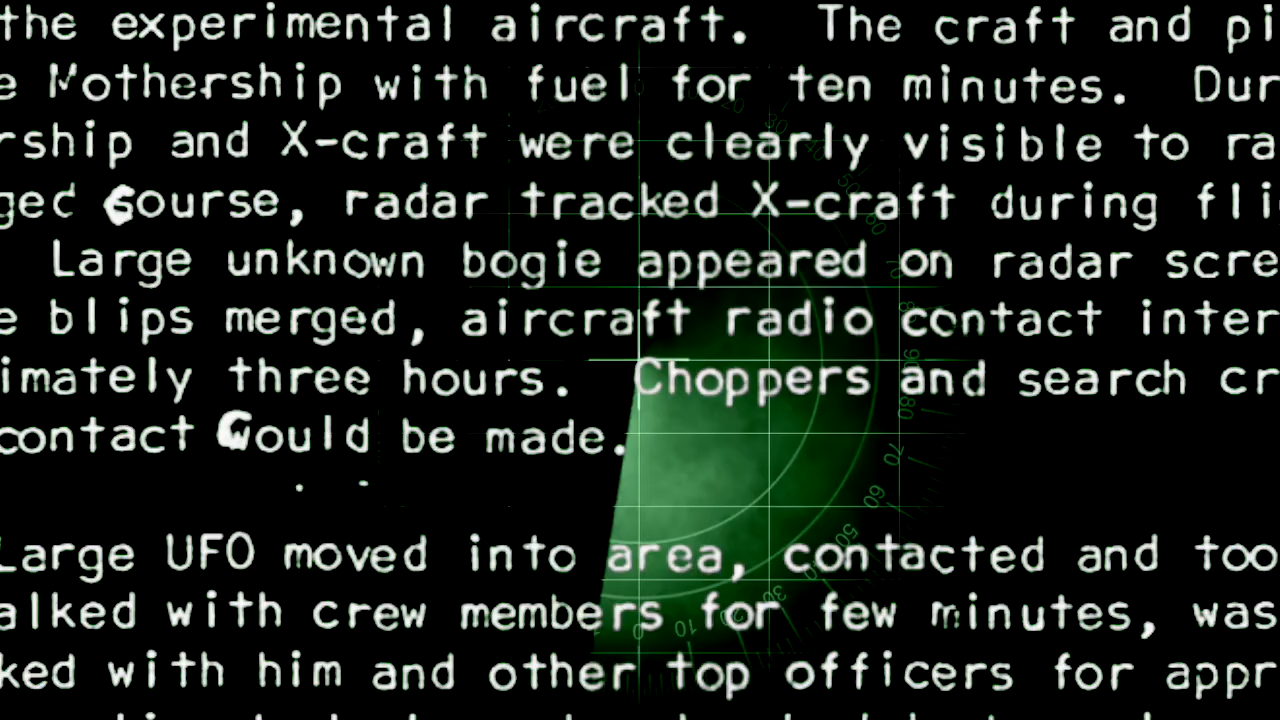 the experimental aircraft. The craft and pi
e Mothership with fuel for ten minutes. Dur
rship and X-craft were clearly visible to ra
ged course, radar tracked X-craft during fli
Large unknown bogie appeared on radar scre
e blips merged, aircraft radio contact inter
imately three hours. Choppers and search cr
contact could be made.
Large UFO moved into area, contacted and too
alked with crew members for few minutes, was
ked with him and other top officers for appr